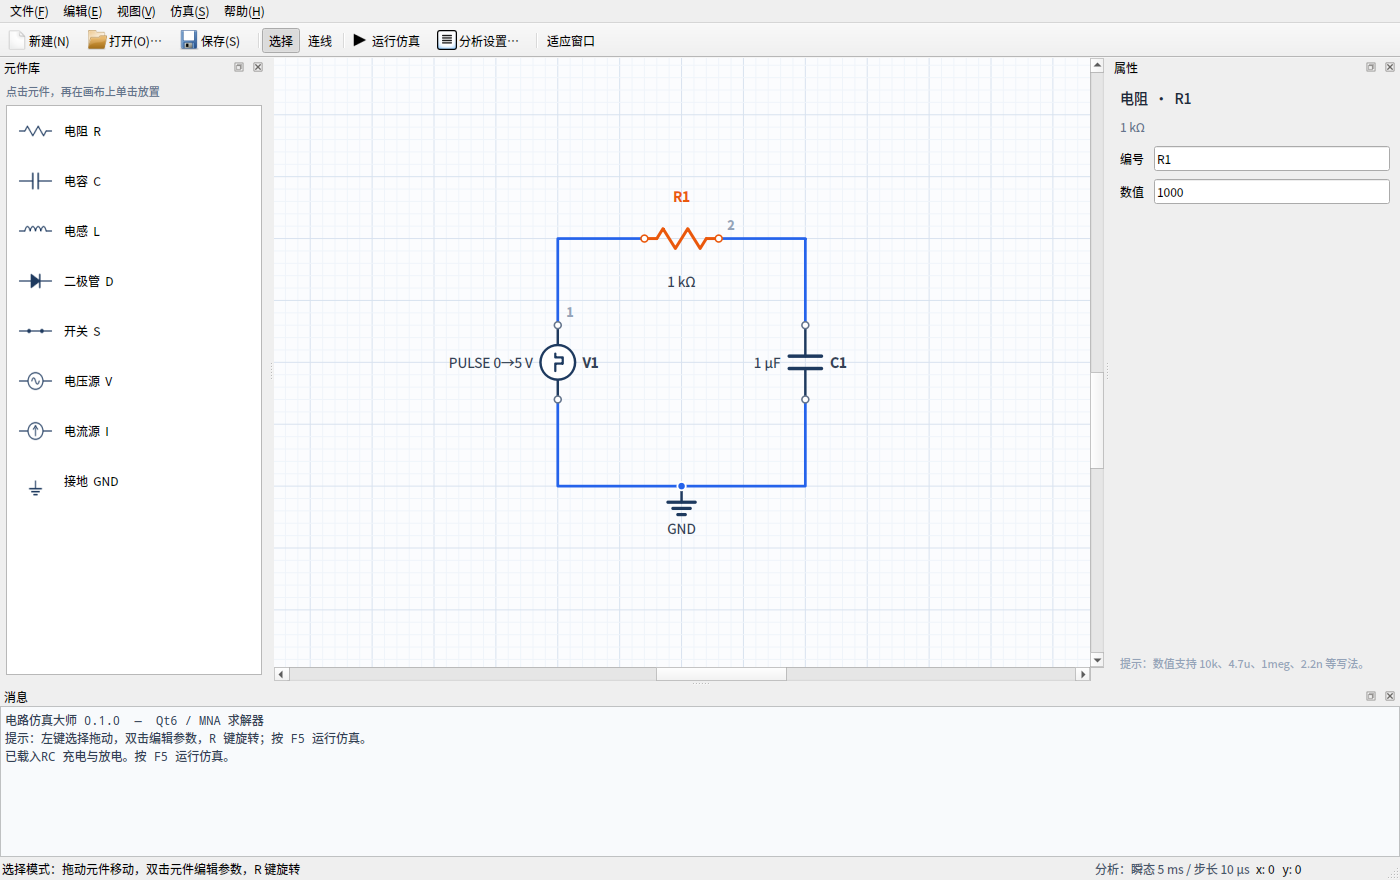 文件(F) 编辑(E) 视图(V) 仿真(S) 帮助(H)
新建(N) 打开(O)… 保存(S) 选择 连线 运行仿真 分析设置… 适应窗口
元件库
点击元件，再在画布上单击放置
电阻 R
电容 C
电感 L
二极管 D
开关 S
电压源 V
电流源 I
接地 GND
R1
2
1 kΩ
1
PULSE 0→5 V
V1
1 µF
C1
GND
属性
电阻 · R1
1 kΩ
编号 R1
数值 1000
提示：数值支持 10k、4.7u、1meg、2.2n 等写法。
消息
电路仿真大师 0.1.0 — Qt6 / MNA 求解器
提示：左键选择拖动，双击编辑参数，R 键旋转；按 F5 运行仿真。
已载入RC 充电与放电。按 F5 运行仿真。
选择模式：拖动元件移动，双击元件编辑参数，R 键旋转
分析：瞬态 5 ms / 步长 10 µs x: 0 y: 0